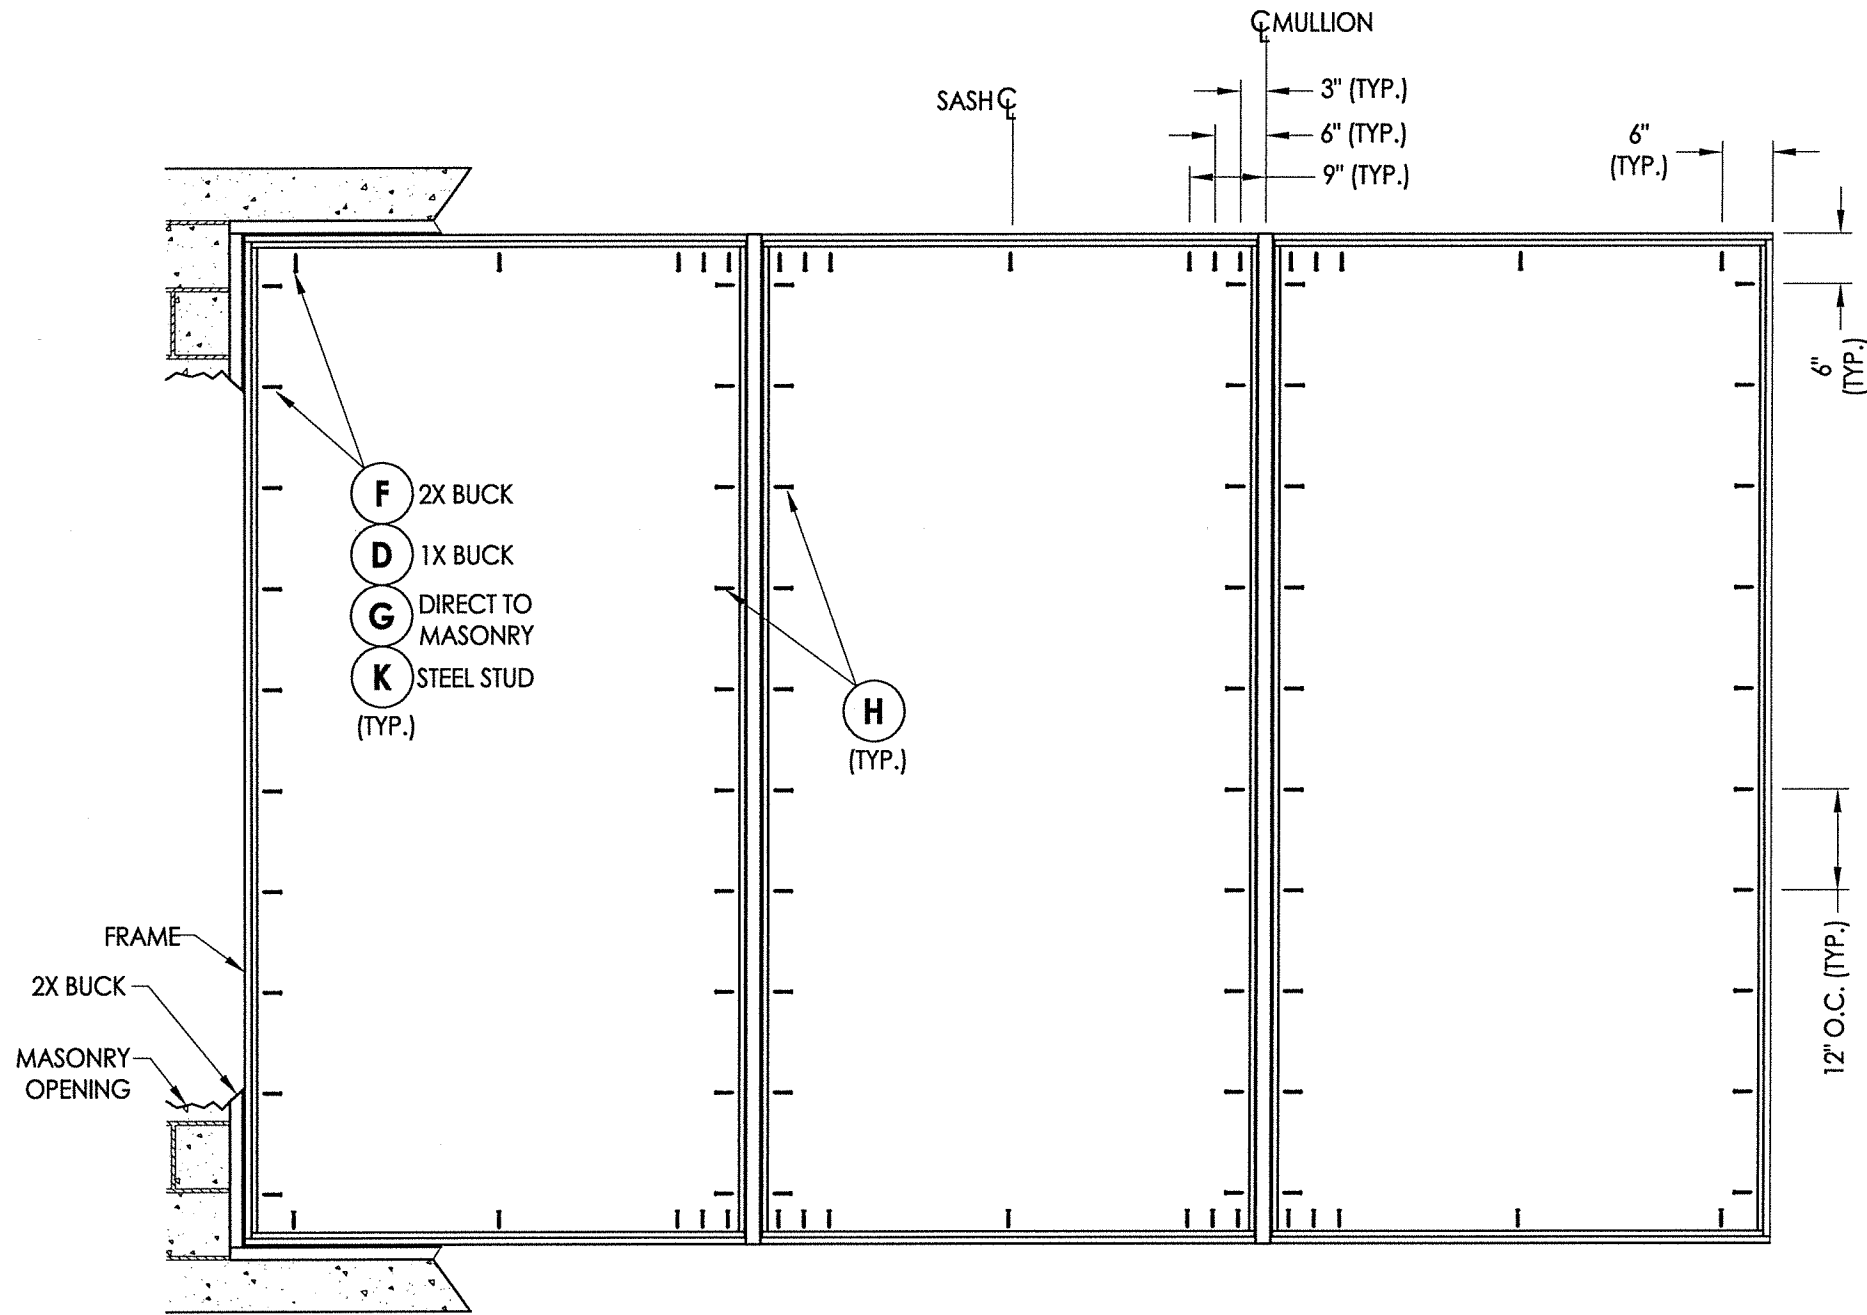 ℄ MULLION
SASH ℄
3" (TYP.)
6" (TYP.)
9" (TYP.)
6"
(TYP.)
6"
(TYP.)
F 2X BUCK
D 1X BUCK
G DIRECT TO
MASONRY
K STEEL STUD
(TYP.)
H
(TYP.)
12" O.C. (TYP.)
FRAME
2X BUCK
MASONRY
OPENING